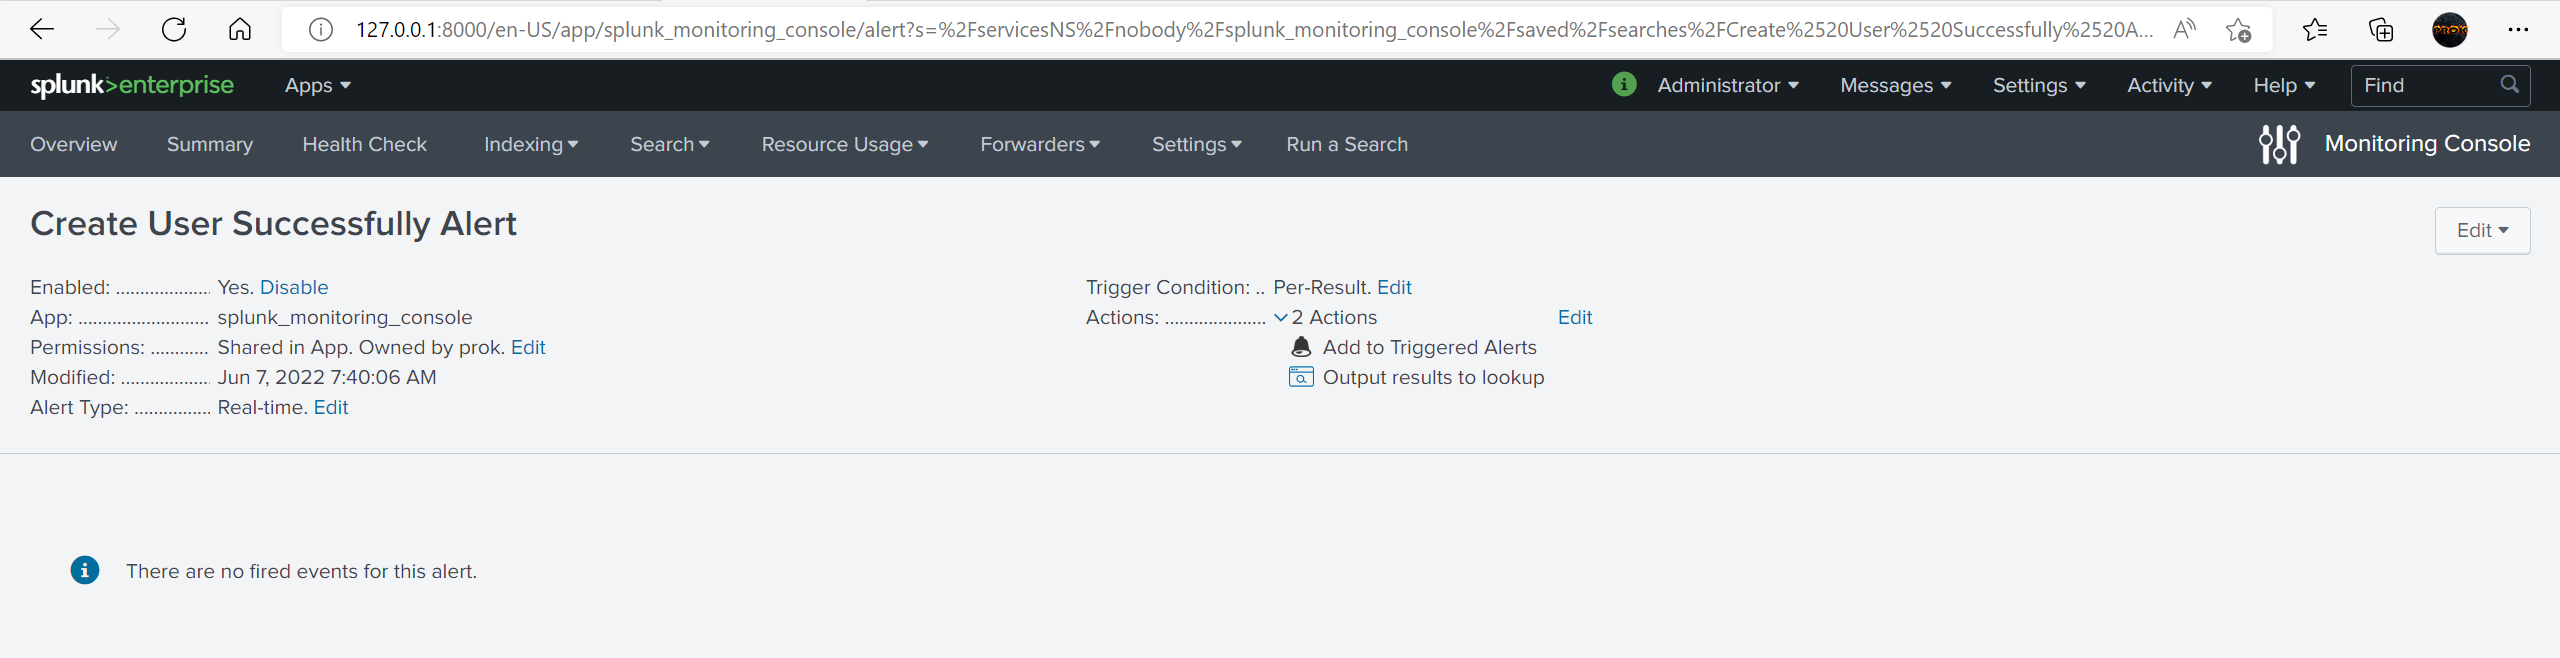 127.0.0.1:8000/en-US/app/splunk_monitoring_console/alert?s=%2FservicesNS%2Fnobody%2Fsplunk_monitoring_console%2Fsaved%2Fsearches%2FCreate%2520User%2520Successfully%2520A...
splunk>enterprise Apps Administrator Messages Settings Activity Help Find
Overview Summary Health Check Indexing Search Resource Usage Forwarders Settings Run a Search Monitoring Console
Create User Successfully Alert Edit
Enabled: ................... Yes. Disable Trigger Condition: .. Per-Result. Edit
App: ........................... splunk_monitoring_console Actions: ..................... 2 Actions Edit
Permissions: ............ Shared in App. Owned by prok. Edit Add to Triggered Alerts
Modified: ................... Jun 7, 2022 7:40:06 AM Output results to lookup
Alert Type: ................ Real-time. Edit
There are no fired events for this alert.